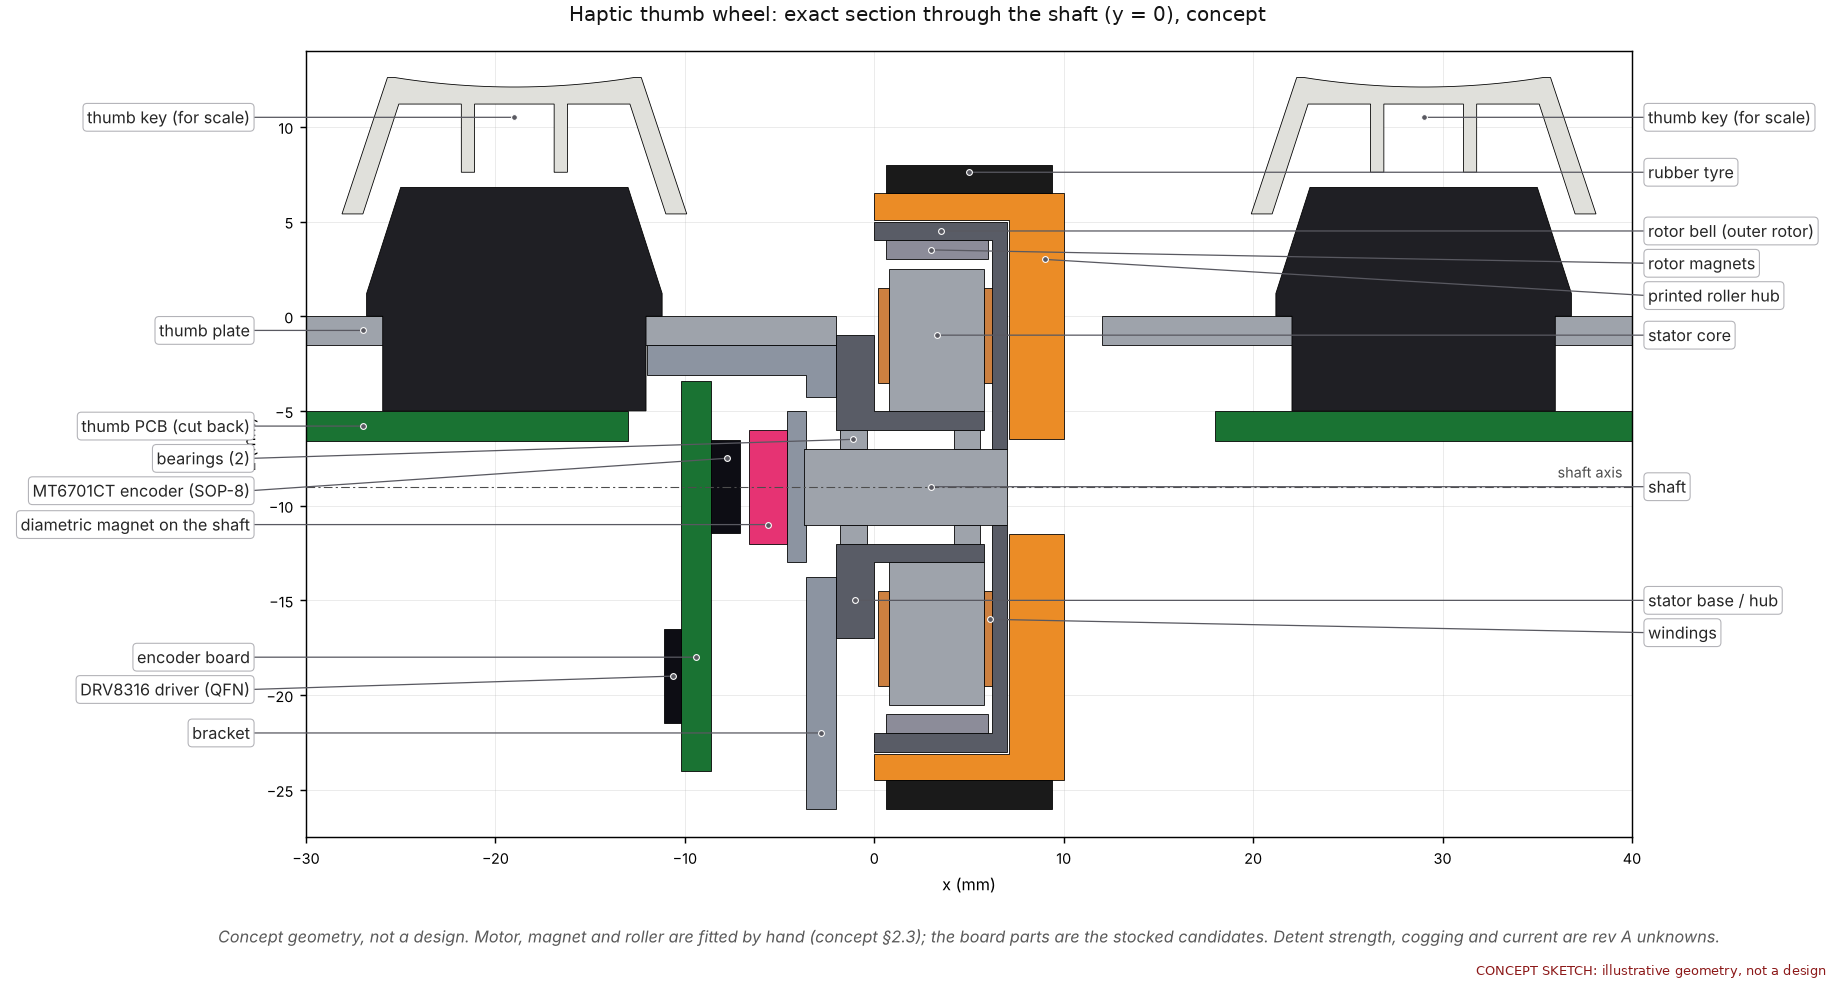 Haptic thumb wheel: exact section through the shaft (y = 0), concept
thumb key (for scale)
thumb plate
thumb PCB (cut back)
bearings (2)
MT6701CT encoder (SOP-8)
diametric magnet on the shaft
encoder board
DRV8316 driver (QFN)
bracket
10
5
0
−5
−10
−15
−20
−25
shaft axis
thumb key (for scale)
rubber tyre
rotor bell (outer rotor)
rotor magnets
printed roller hub
stator core
shaft
stator base / hub
windings
−30
−20
−10
0
10
20
30
40
x (mm)
Concept geometry, not a design. Motor, magnet and roller are fitted by hand (concept §2.3); the board parts are the stocked candidates. Detent strength, cogging and current are rev A unknowns.
CONCEPT SKETCH: illustrative geometry, not a design